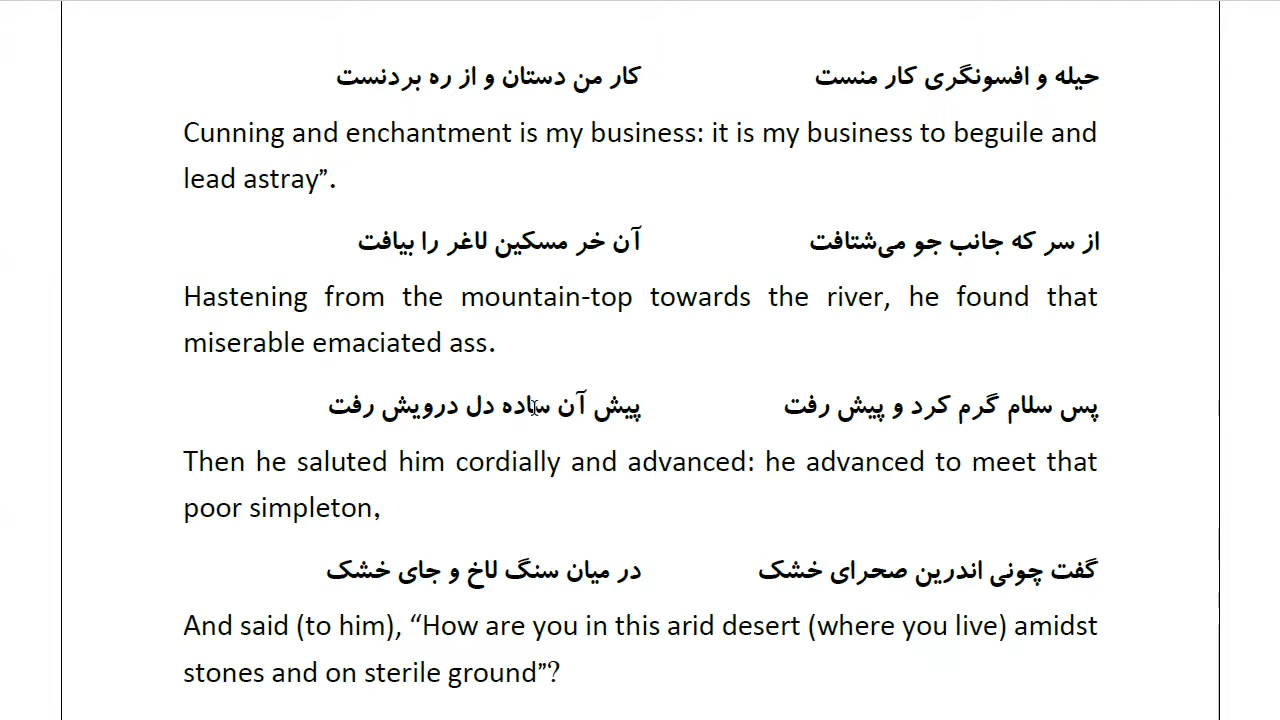 حیله و افسونگری کار منست کار من دستان و از ره بردنست
Cunning and enchantment is my business: it is my business to beguile and
lead astray”.
از سر که جانب جو می‌شتافت آن خر مسکین لاغر را بیافت
Hastening from the mountain-top towards the river, he found that
miserable emaciated ass.
پس سلام گرم کرد و پیش رفت پیش آن ساده دل درویش رفت
Then he saluted him cordially and advanced: he advanced to meet that
poor simpleton,
گفت چونی اندرین صحرای خشک در میان سنگ لاخ و جای خشک
And said (to him), “How are you in this arid desert (where you live) amidst
stones and on sterile ground”?